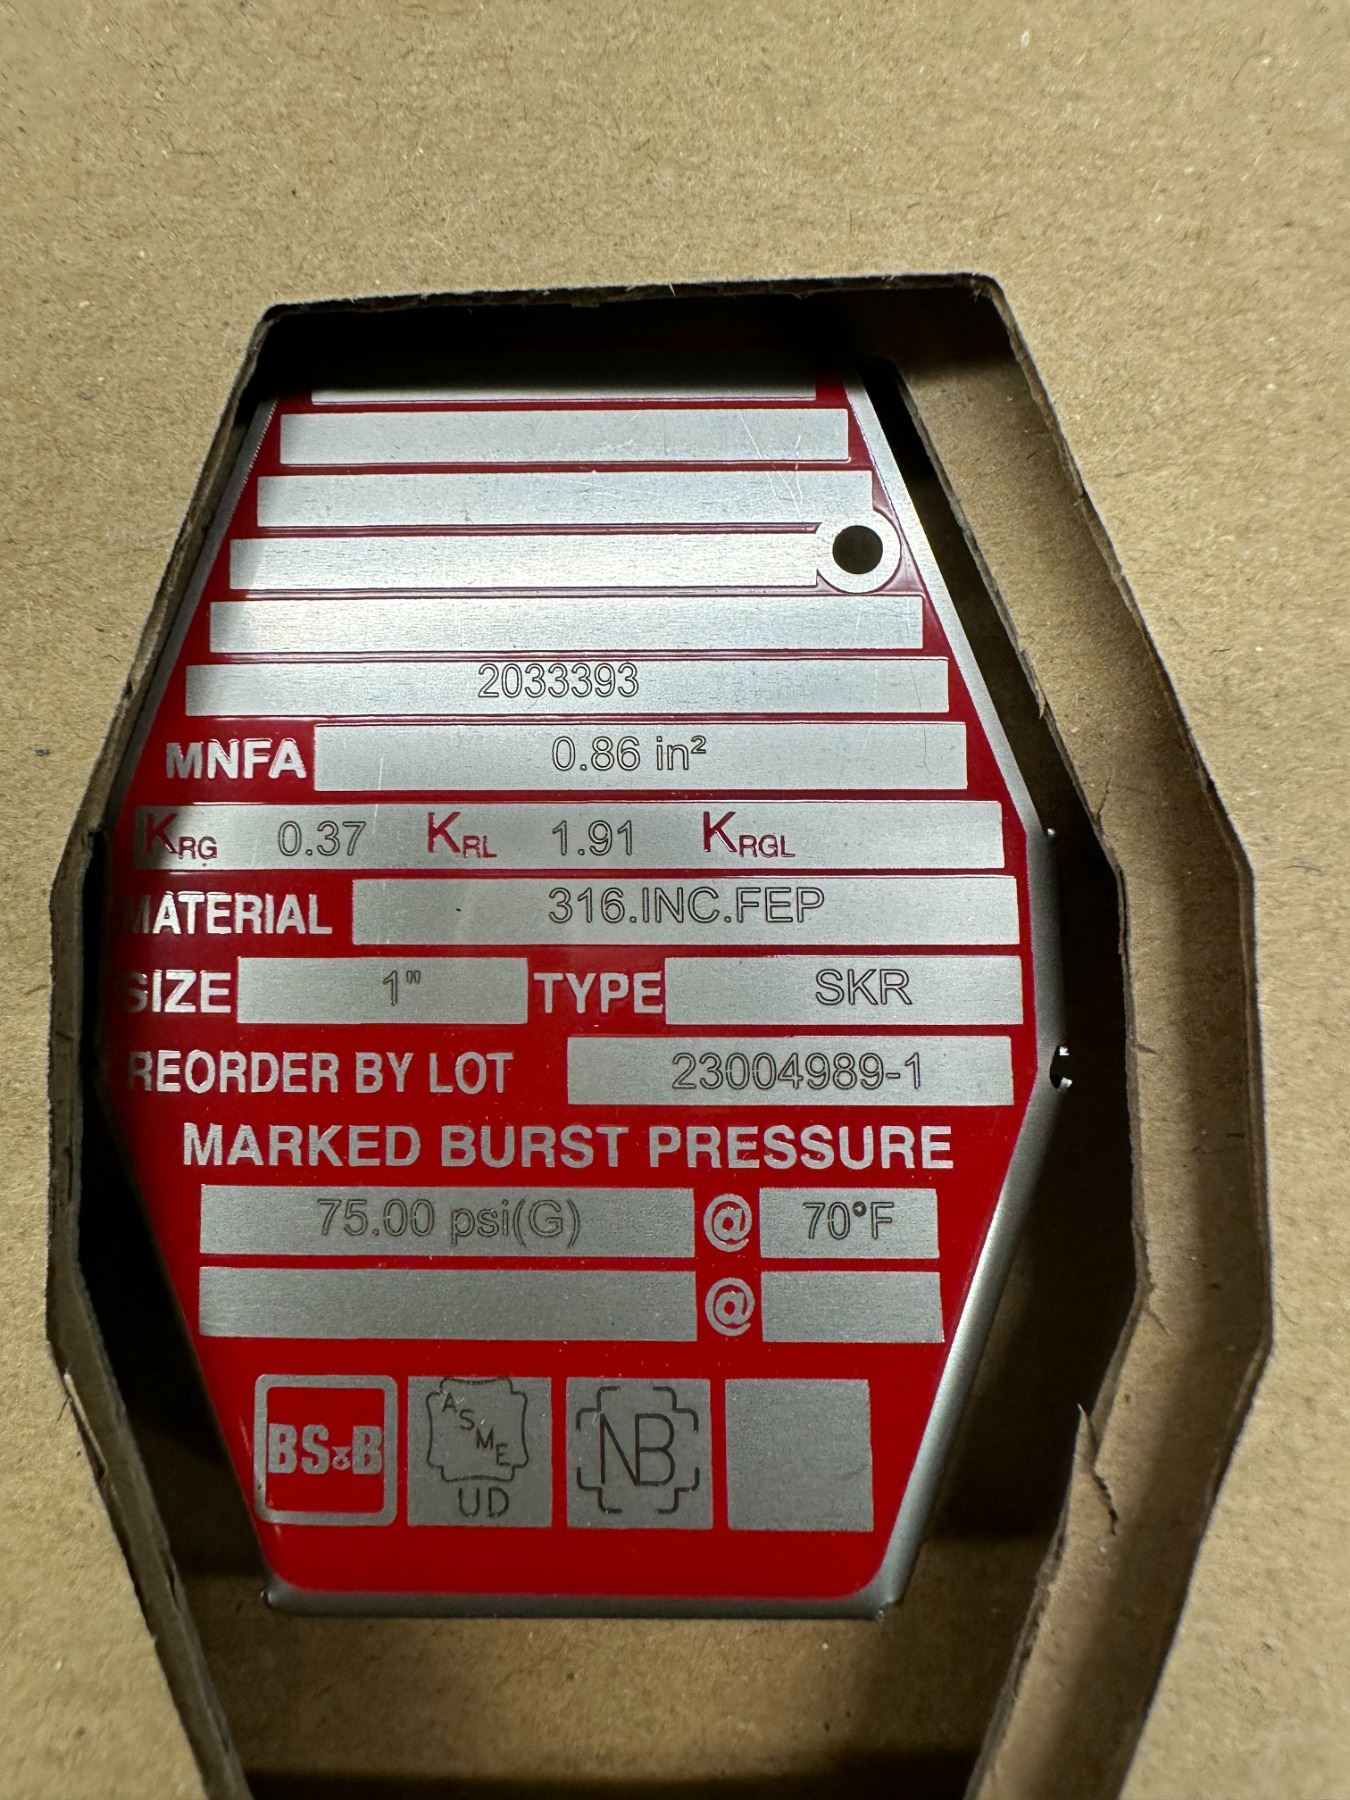 2033393
MNFA 0.86 in²
KRG 0.37 KRL 1.91 KRGL
MATERIAL 316.INC.FEP
SIZE 1" TYPE SKR
REORDER BY LOT 23004989-1
MARKED BURST PRESSURE
75.00 psi(G) @ 70°F
@
BS&B ASME UD NB